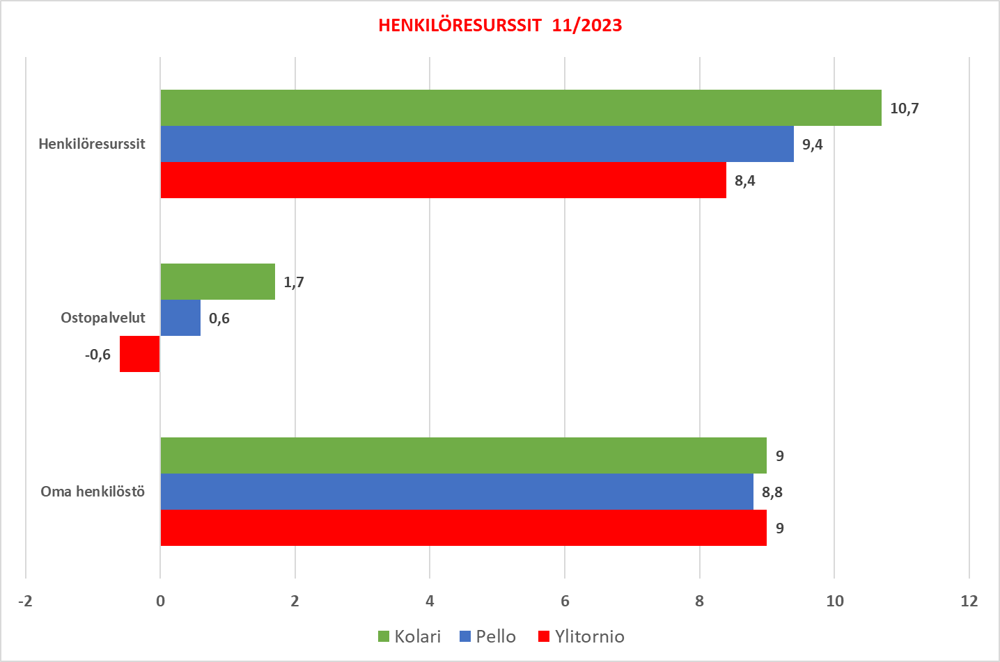 HENKILÖRESURSSIT 11/2023
Henkilöresurssit
10,7
9,4
8,4
Ostopalvelut
1,7
0,6
-0,6
Oma henkilöstö
9
8,8
9
-2 0 2 4 6 8 10 12
Kolari Pello Ylitornio